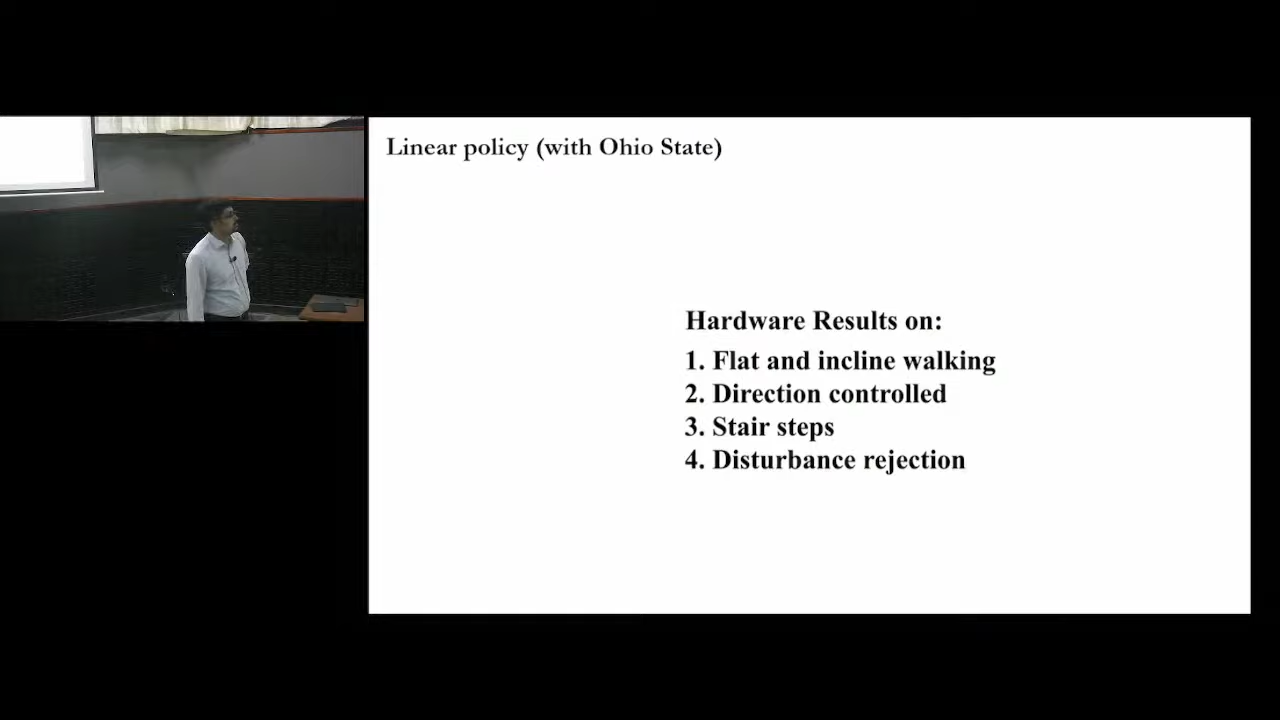 Linear policy (with Ohio State)
Hardware Results on:
1. Flat and incline walking
2. Direction controlled
3. Stair steps
4. Disturbance rejection